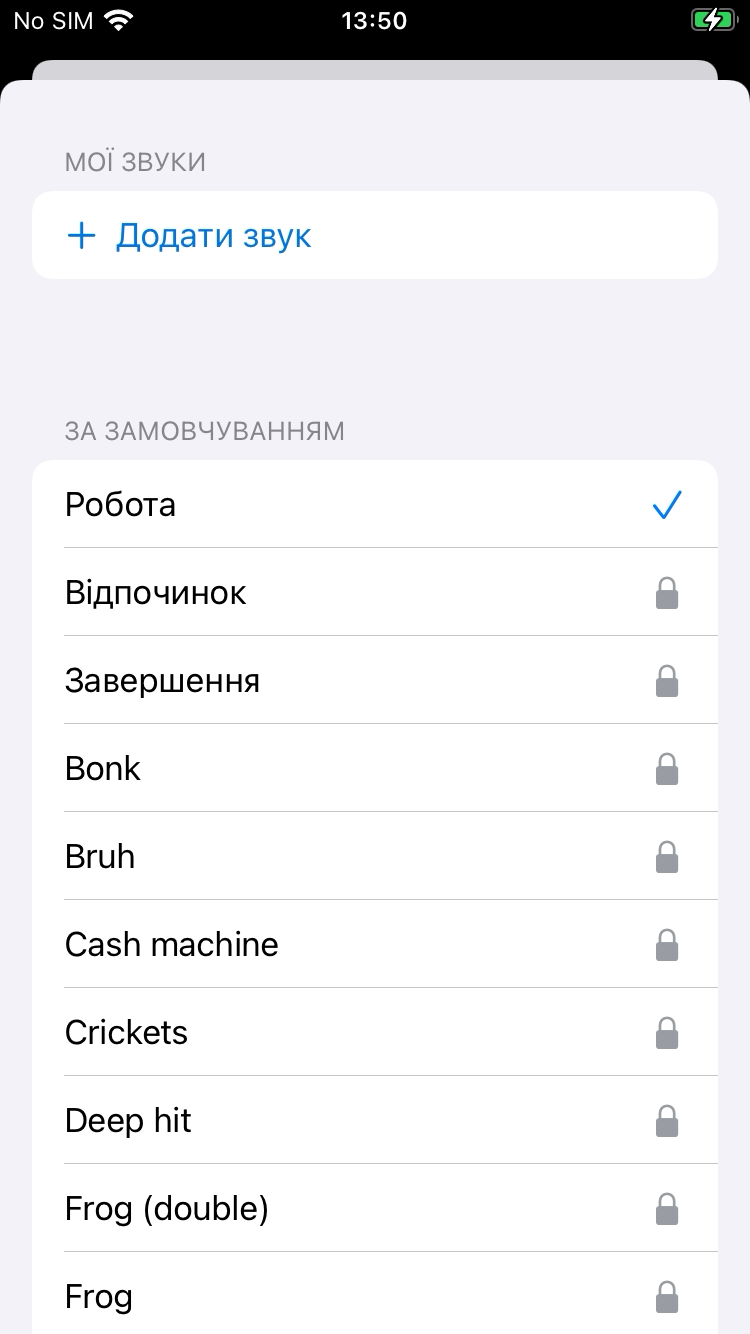 No SIM 13:50
МОЇ ЗВУКИ
+ Додати звук
ЗА ЗАМОВЧУВАННЯМ
Робота
Відпочинок
Завершення
Bonk
Bruh
Cash machine
Crickets
Deep hit
Frog (double)
Frog